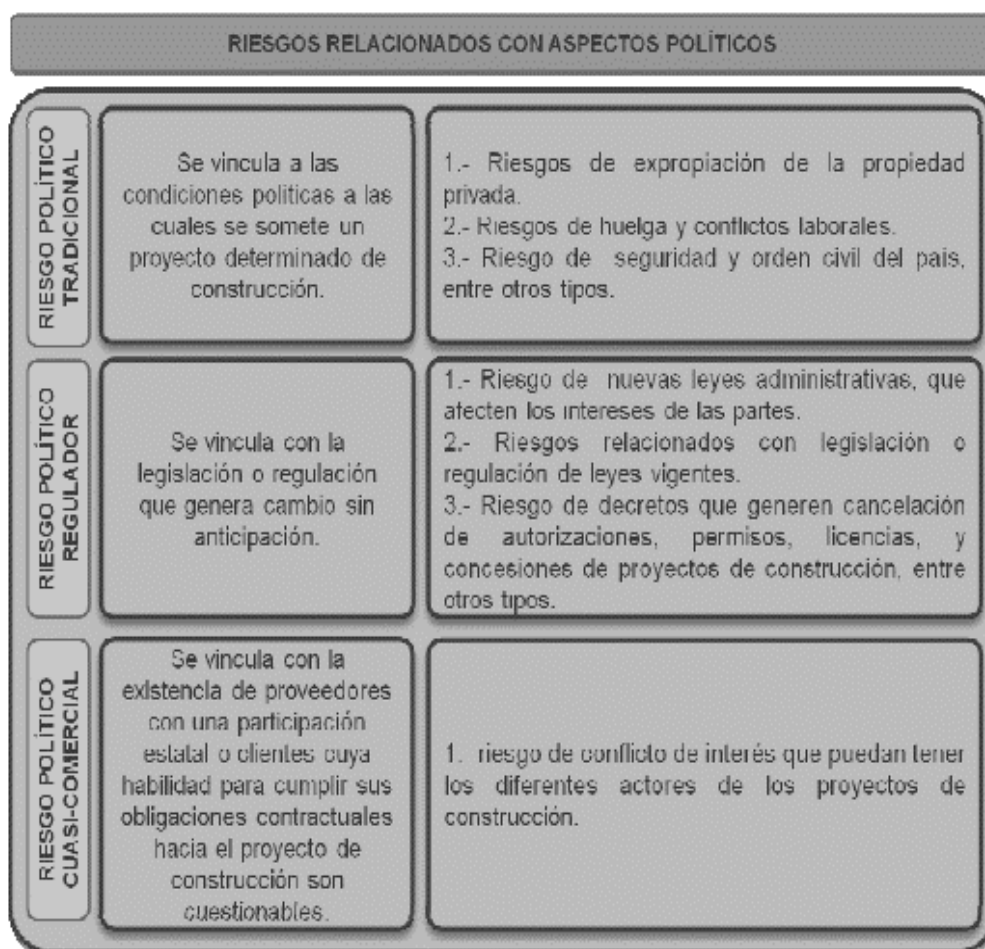 RIESGOS RELACIONADOS CON ASPECTOS POLÍTICOS
RIESGO POLÍTICO
TRADICIONAL
Se vincula a las
condiciones politicas a las
cuales se somete un
proyecto determinado de
construcción.
1.- Riesgos de expropiación de la propiedad
privada.
2.- Riesgos de huelga y conflictos laborales.
3.- Riesgo de seguridad y orden civil del pais,
entre otros tipos.
RIESGO POLÍTICO
REGULADOR
Se vincula con la
legislación o regulación
que genera cambio sin
anticipación.
1.- Riesgo de nuevas leyes administrativas, que
afecten los intereses de las partes.
2.- Riesgos relacionados con legislación o
regulación de leyes vigentes.
3.- Riesgo de decretos que generen cancelación
de autorizaciones, permisos, licencias, y
concesiones de proyectos de construcción, entre
otros tipos.
RIESGO POLÍTICO
CUASI-COMERCIAL
Se vincula con la
existencia de proveedores
con una participación
estatal o clientes cuya
habilidad para cumplir sus
obligaciones contractuales
hacia el proyecto de
construcción son
cuestionables.
1. riesgo de conflicto de interés que puedan tener
los diferentes actores de los proyectos de
construcción.